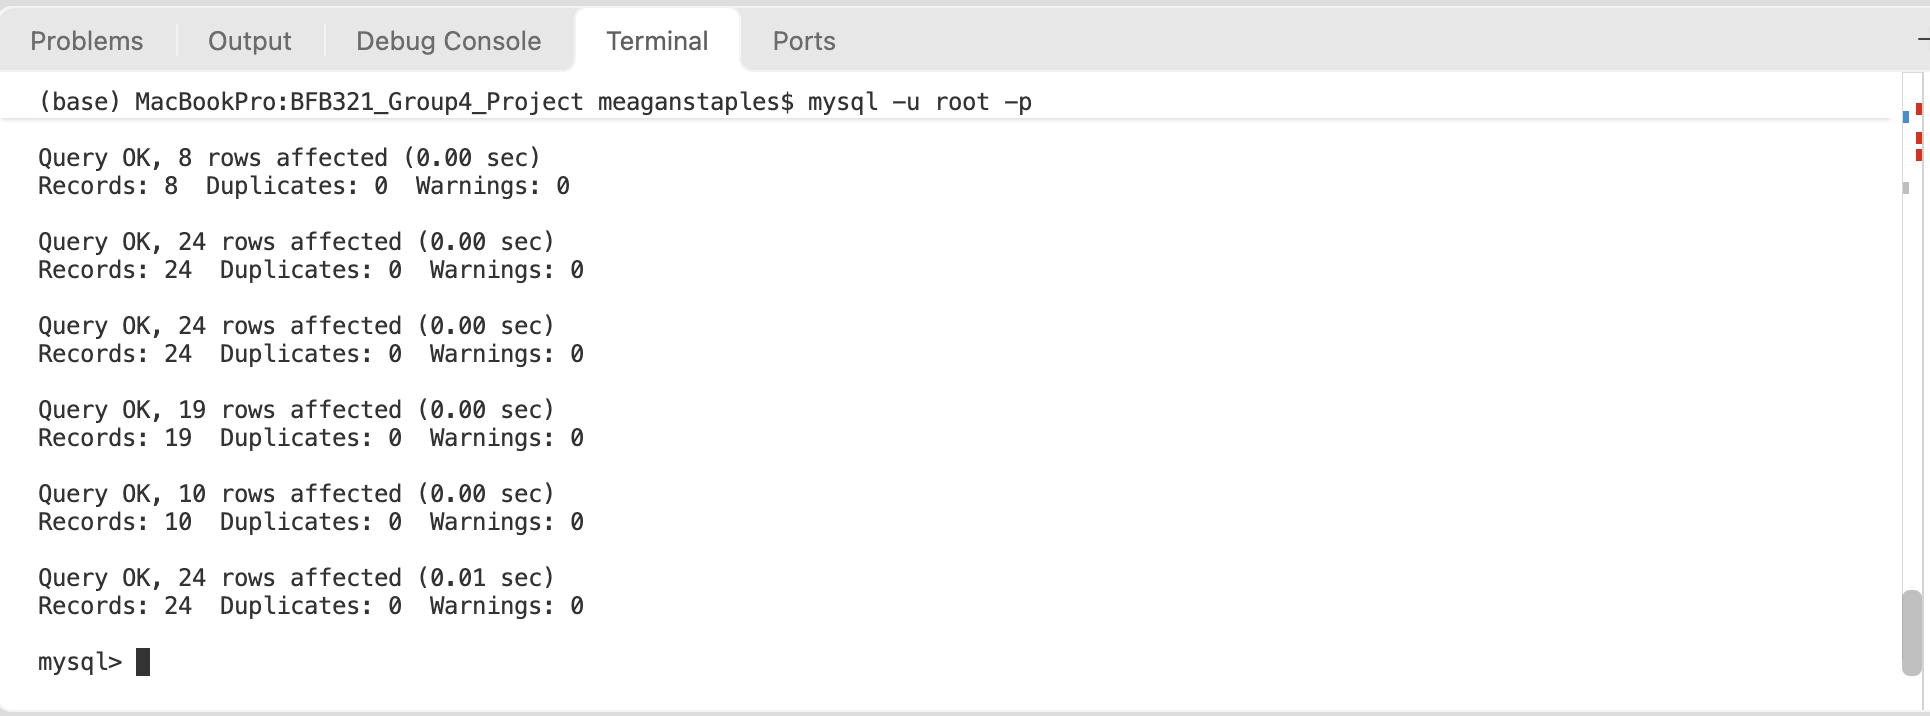 Problems Output Debug Console Terminal Ports
(base) MacBookPro:BFB321_Group4_Project meaganstaples$ mysql -u root -p
Query OK, 8 rows affected (0.00 sec)
Records: 8  Duplicates: 0  Warnings: 0
Query OK, 24 rows affected (0.00 sec)
Records: 24  Duplicates: 0  Warnings: 0
Query OK, 24 rows affected (0.00 sec)
Records: 24  Duplicates: 0  Warnings: 0
Query OK, 19 rows affected (0.00 sec)
Records: 19  Duplicates: 0  Warnings: 0
Query OK, 10 rows affected (0.00 sec)
Records: 10  Duplicates: 0  Warnings: 0
Query OK, 24 rows affected (0.01 sec)
Records: 24  Duplicates: 0  Warnings: 0
mysql>